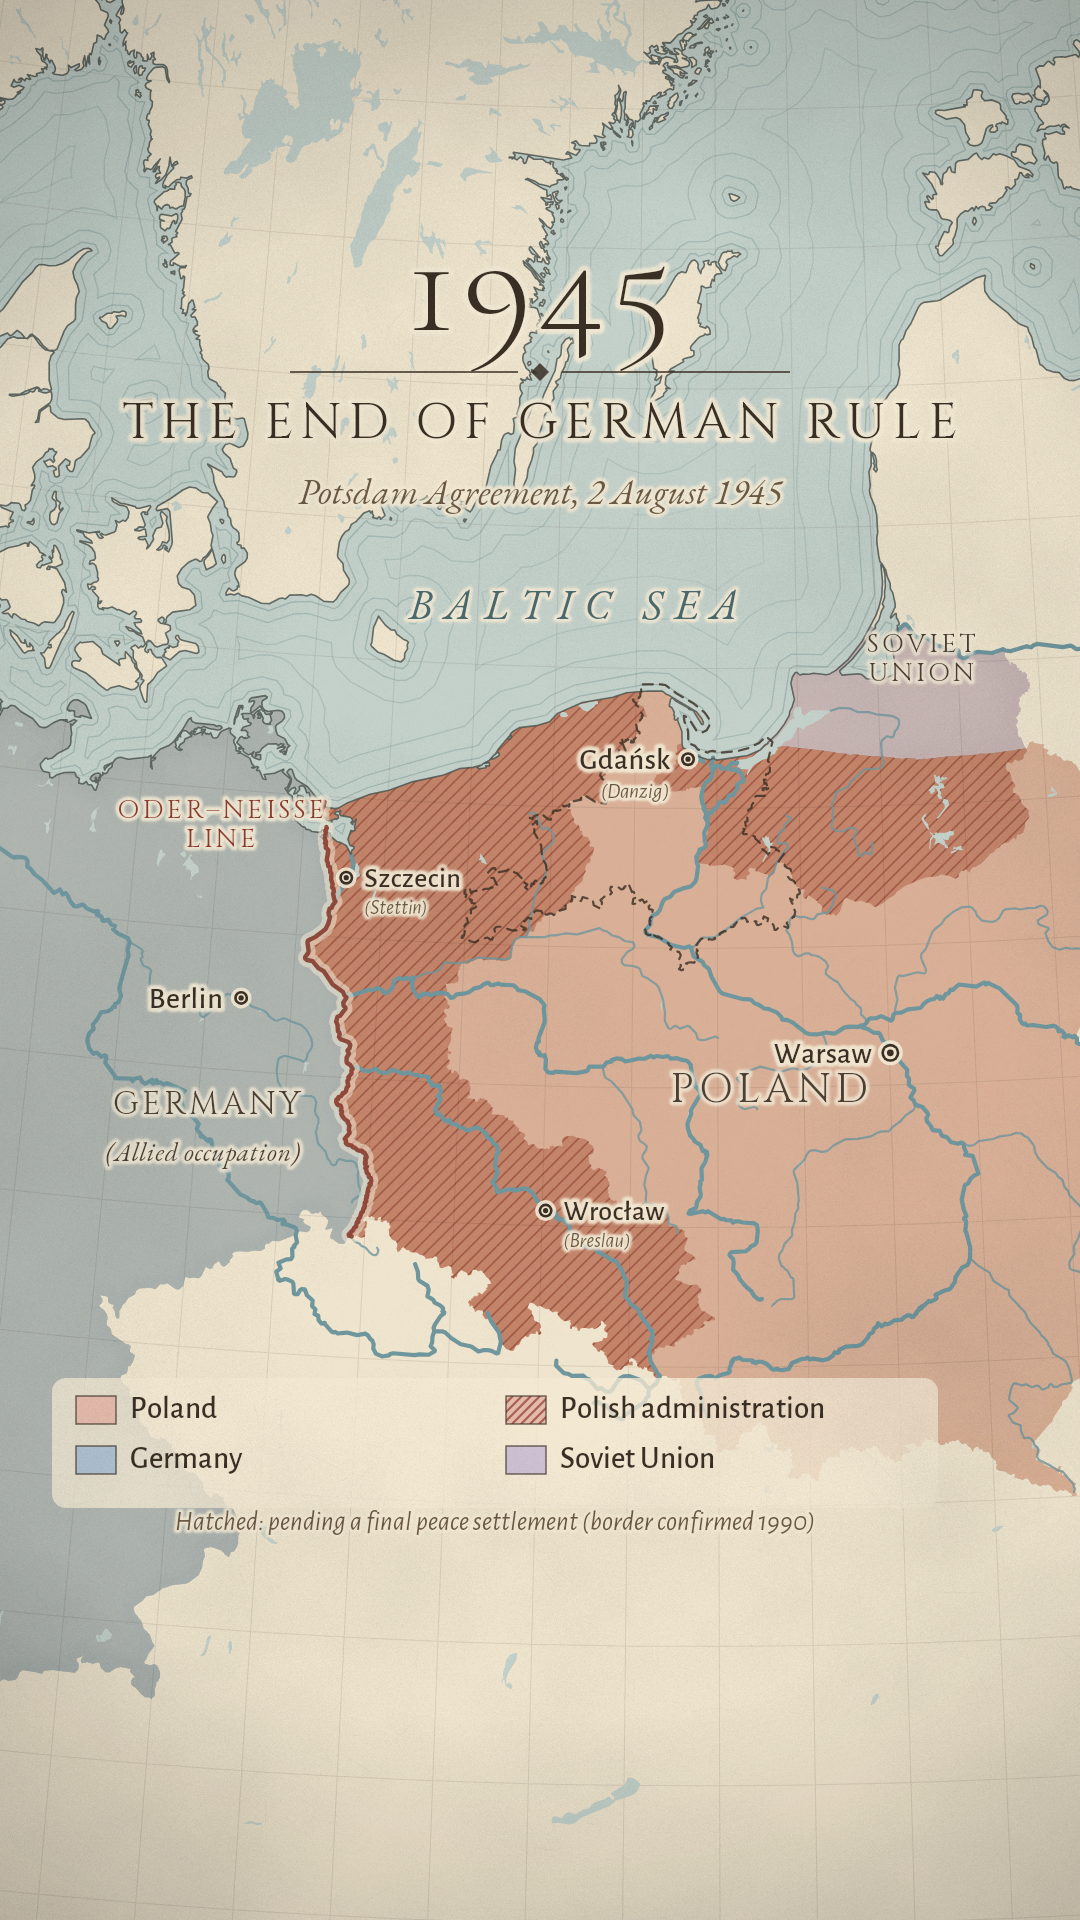 1945
THE END OF GERMAN RULE
Potsdam Agreement, 2 August 1945
BALTIC SEA
SOVIET
UNION
Gdańsk
(Danzig)
ODER–NEISSE
LINE
Szczecin
(Stettin)
Berlin
Warsaw
POLAND
GERMANY
(Allied occupation)
Wrocław
(Breslau)
Poland
Polish administration
Germany
Soviet Union
Hatched: pending a final peace settlement (border confirmed 1990)